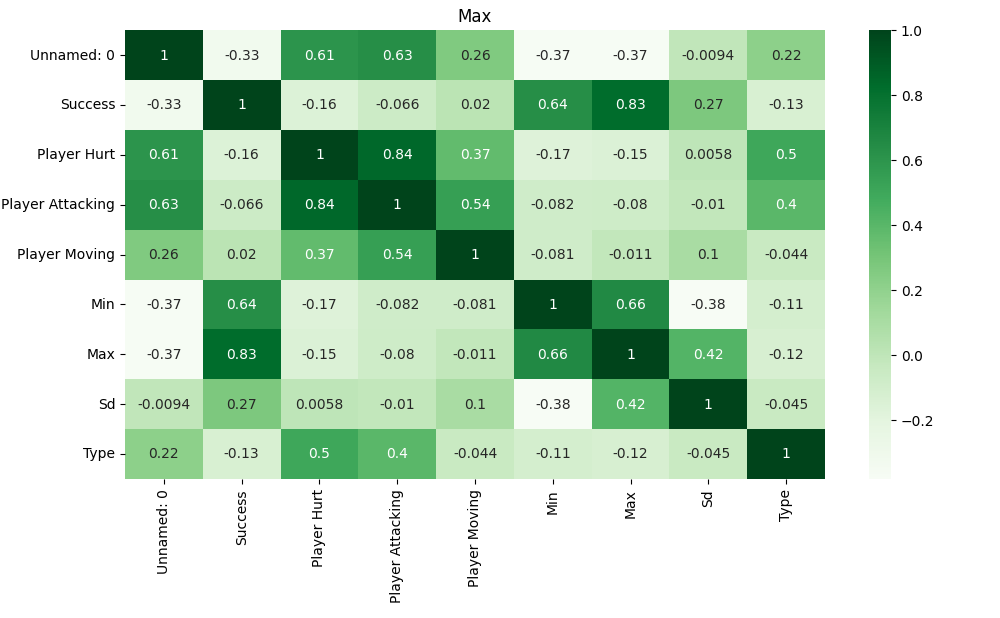 Max
Unnamed: 0 1 -0.33 0.61 0.63 0.26 -0.37 -0.37 -0.0094 0.22
Success -0.33 1 -0.16 -0.066 0.02 0.64 0.83 0.27 -0.13
Player Hurt 0.61 -0.16 1 0.84 0.37 -0.17 -0.15 0.0058 0.5
Player Attacking 0.63 -0.066 0.84 1 0.54 -0.082 -0.08 -0.01 0.4
Player Moving 0.26 0.02 0.37 0.54 1 -0.081 -0.011 0.1 -0.044
Min -0.37 0.64 -0.17 -0.082 -0.081 1 0.66 -0.38 -0.11
Max -0.37 0.83 -0.15 -0.08 -0.011 0.66 1 0.42 -0.12
Sd -0.0094 0.27 0.0058 -0.01 0.1 -0.38 0.42 1 -0.045
Type 0.22 -0.13 0.5 0.4 -0.044 -0.11 -0.12 -0.045 1
Unnamed: 0
Success
Player Hurt
Player Attacking
Player Moving
Min
Max
Sd
Type
1.0
0.8
0.6
0.4
0.2
0.0
−0.2